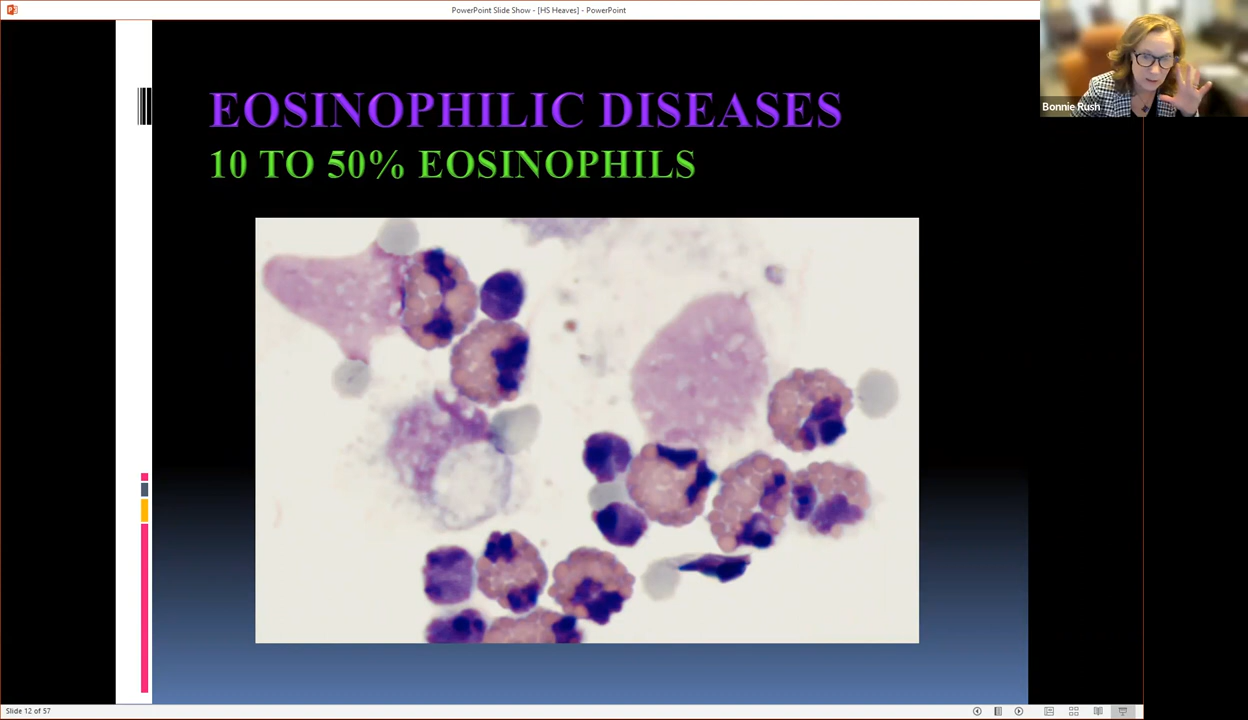 PowerPoint Slide Show - [HS Heaves] - PowerPoint
Bonnie Rush
EOSINOPHILIC DISEASES
10 TO 50% EOSINOPHILS
Slide 12 of 57